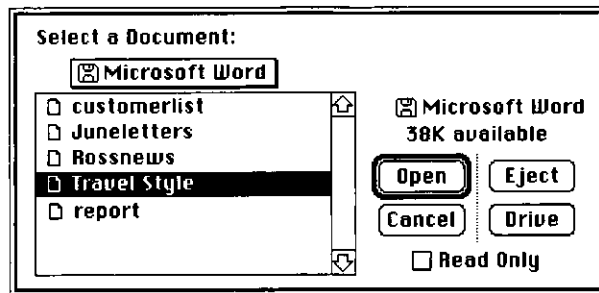 Select a Document:
Microsoft Word
customerlist
Juneletters
Rossnews
Travel Style
report
Microsoft Word
38K available
Open
Eject
Cancel
Drive
Read Only